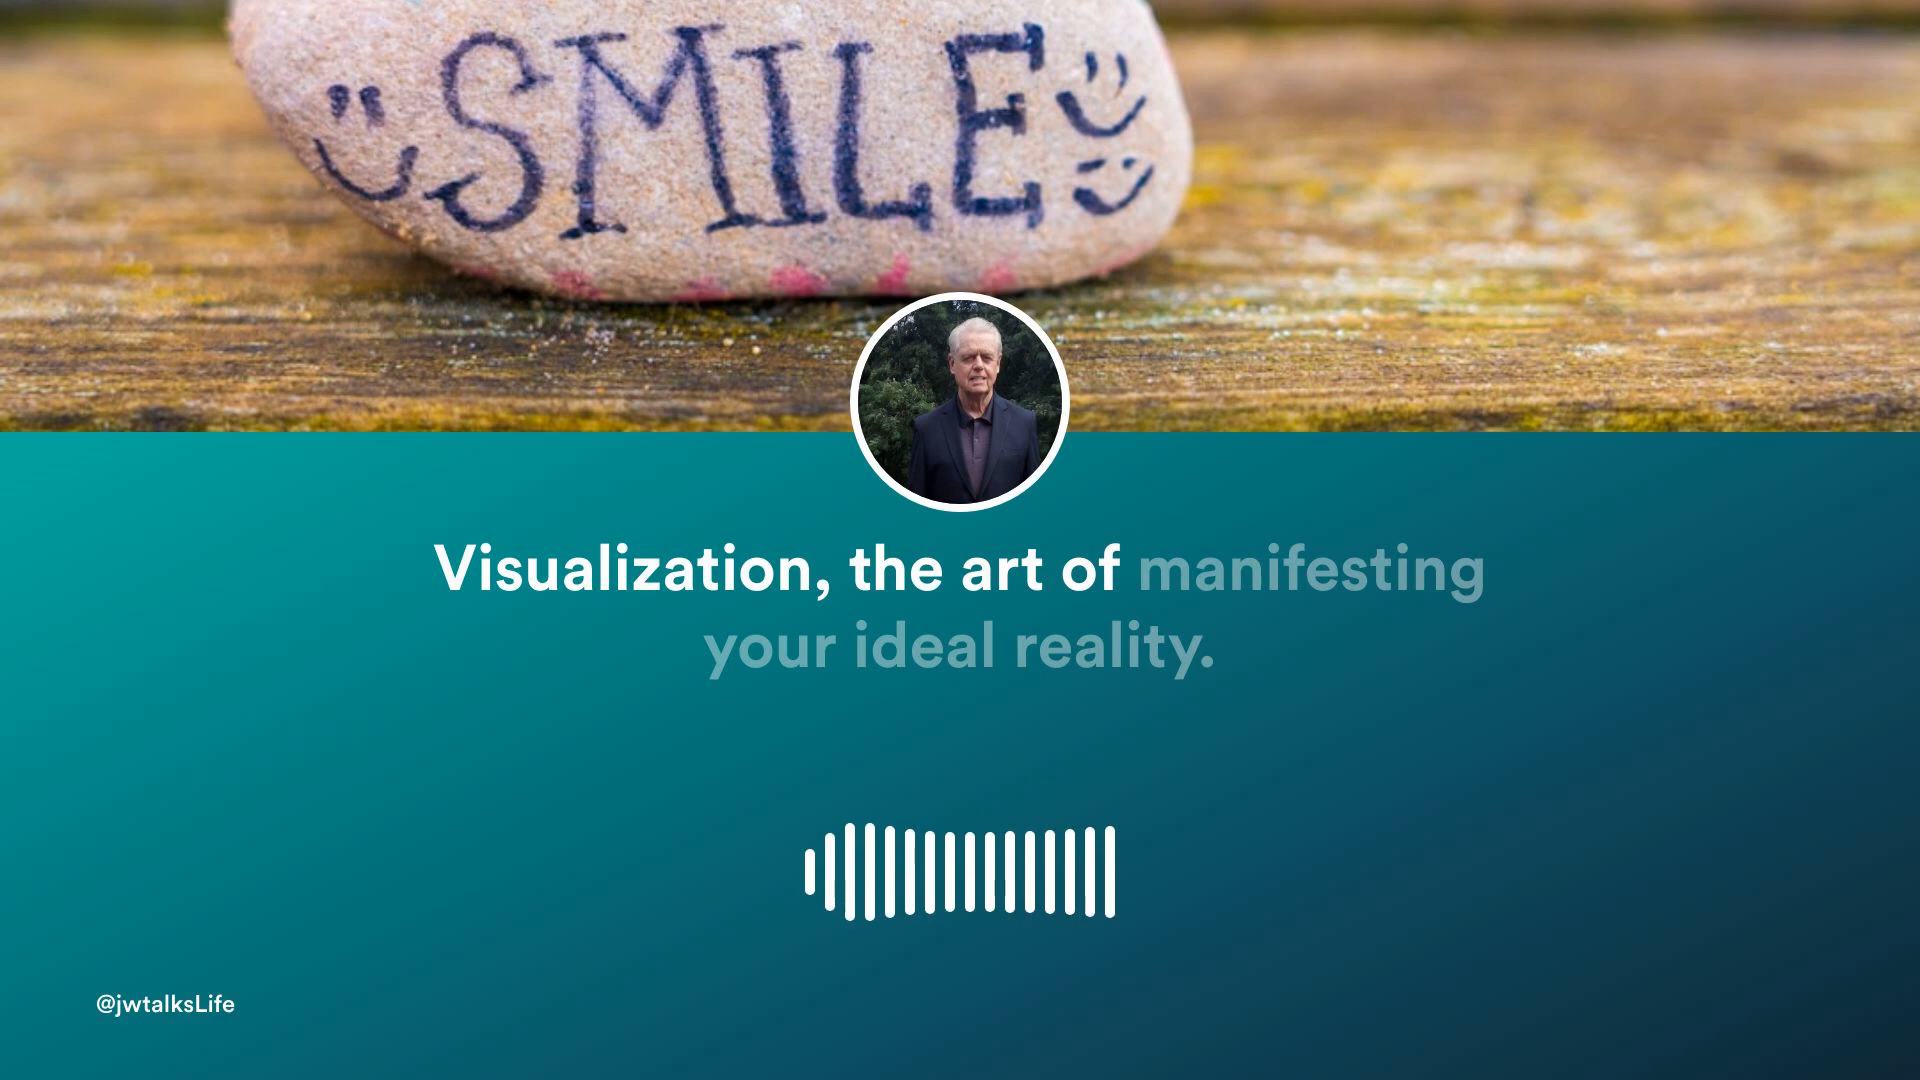 SMILE
Visualization, the art of manifesting
your ideal reality.
@jwtalksLife